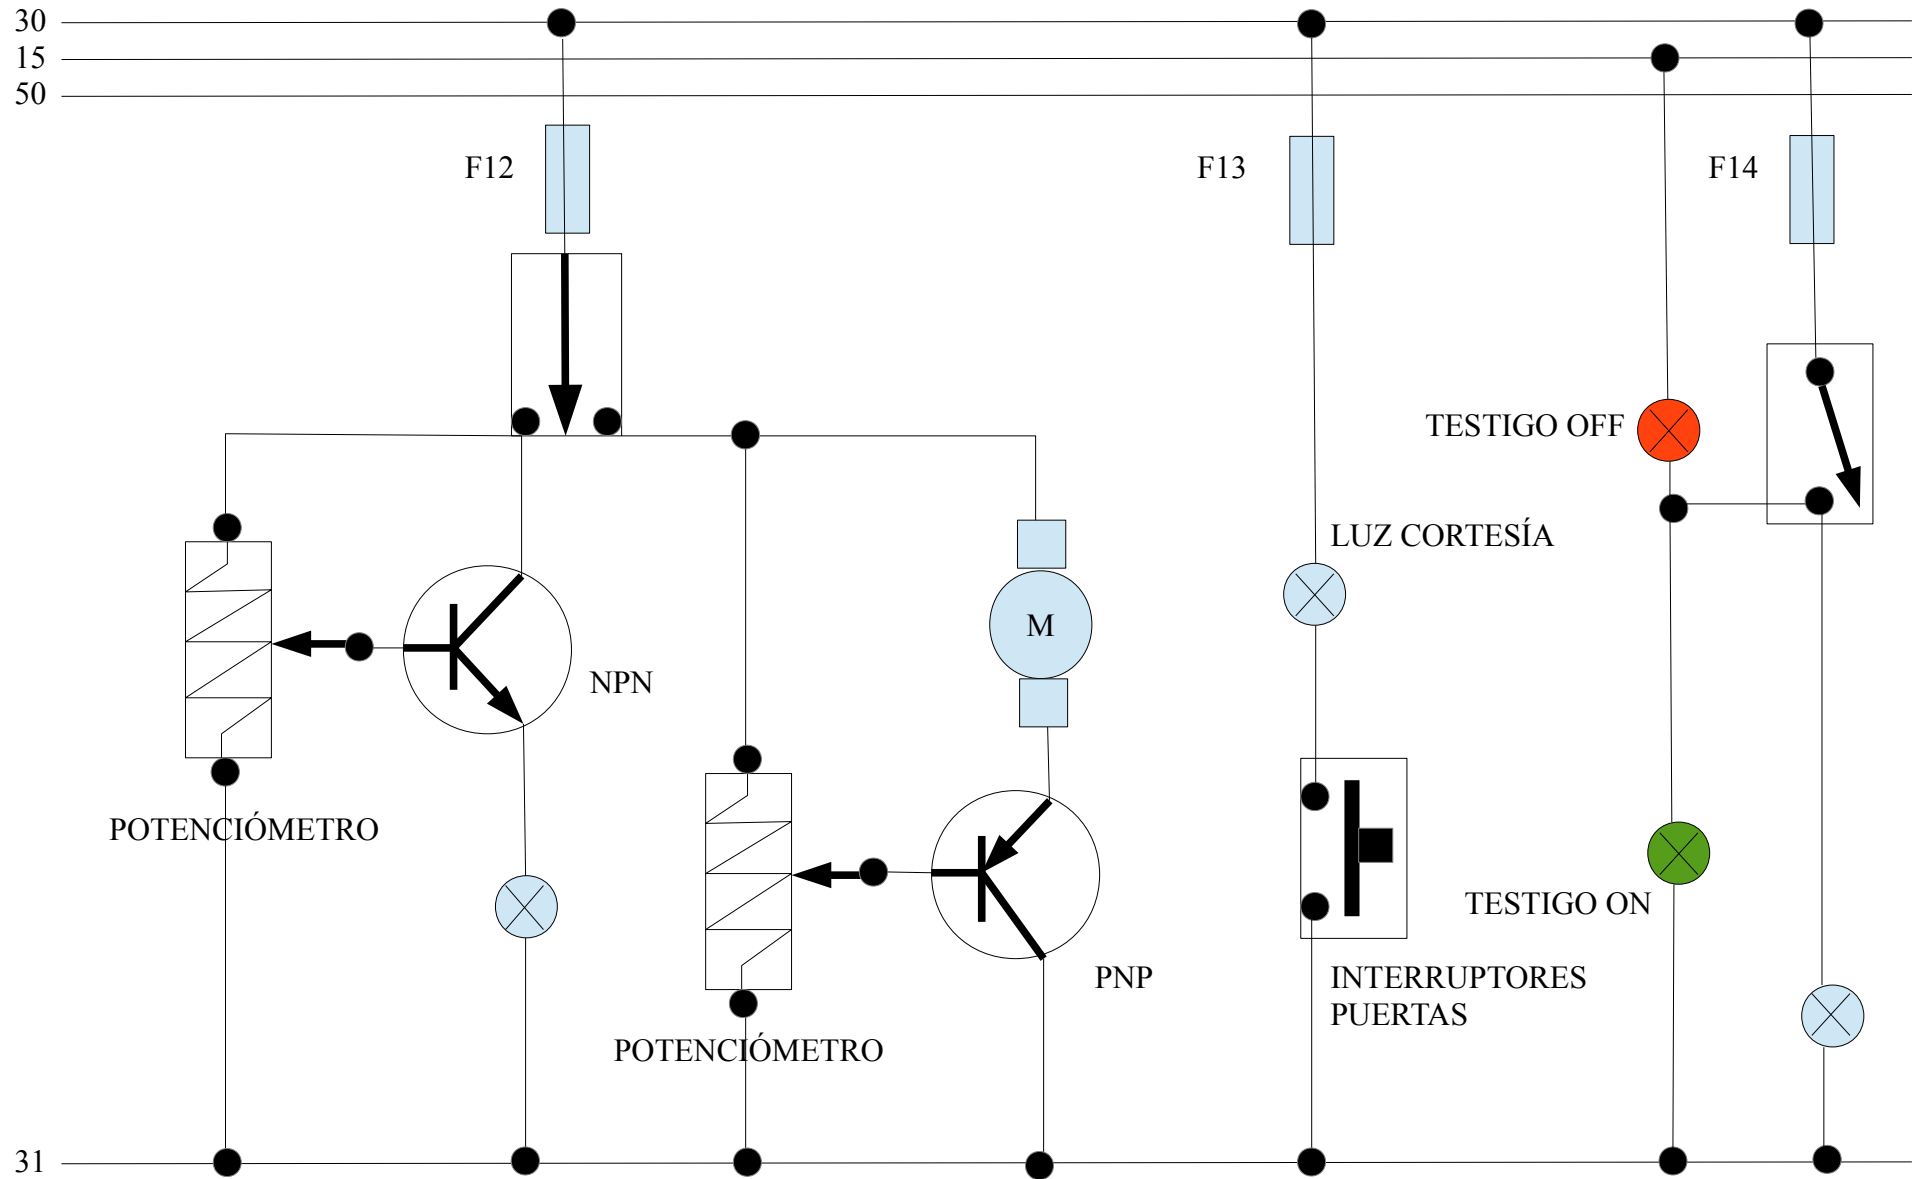 30
15
50
F12
F13
F14
TESTIGO OFF
LUZ CORTESÍA
M
NPN
POTENCIÓMETRO
TESTIGO ON
PNP
INTERRUPTORES
PUERTAS
POTENCIÓMETRO
31